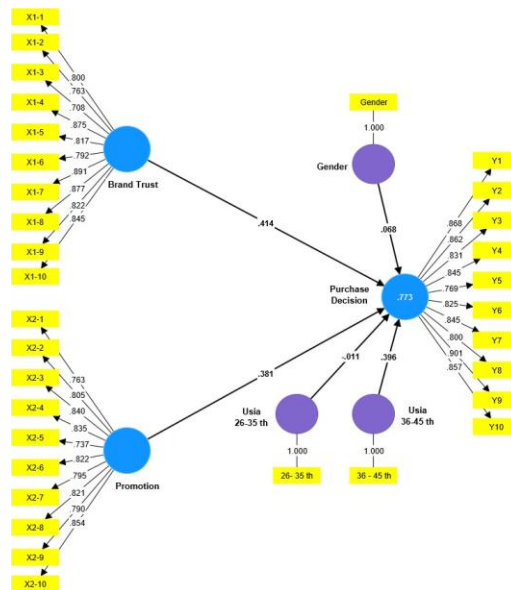 X1-1
X1-2
X1-3
X1-4
X1-5
X1-6
X1-7
X1-8
X1-9
X1-10
.800
.763
.708
.875
.817
.792
.891
.877
.822
.845
Brand Trust
.414
Gender
1.000
Gender
.068
Purchase
Decision
.773
Y1
Y2
Y3
Y4
Y5
Y6
Y7
Y8
Y9
Y10
.868
.862
.831
.845
.769
.825
.845
.800
.901
.857
X2-1
X2-2
X2-3
X2-4
X2-5
X2-6
X2-7
X2-8
X2-9
X2-10
.763
.805
.840
.835
.737
.822
.795
.821
.790
.854
Promotion
.381
-.011
.396
Usia
26-35 th
1.000
26- 35 th
Usia
36-45 th
1.000
36 - 45 th